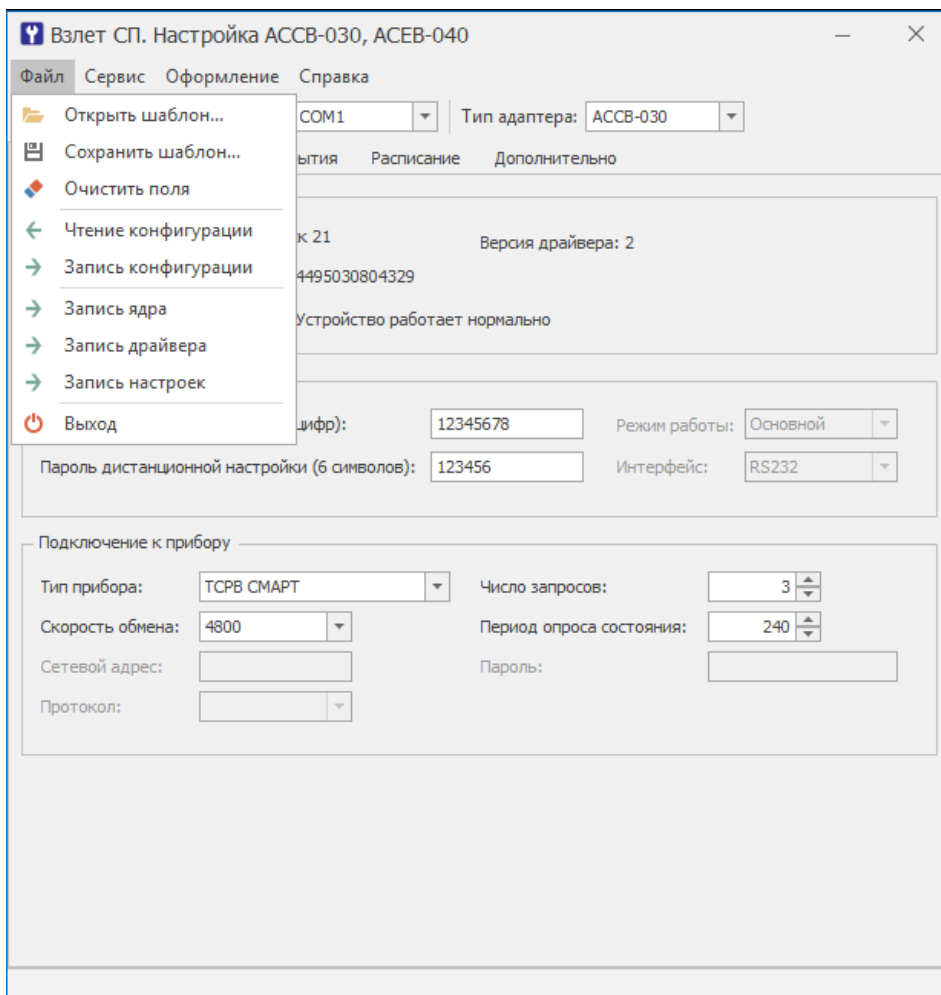 Взлет СП. Настройка АССВ-030, АСЕВ-040
Файл Сервис Оформление Справка
Открыть шаблон...
COM1 Тип адаптера: АССВ-030
Сохранить шаблон...
ытия Расписание Дополнительно
Очистить поля
Чтение конфигурации
к 21 Версия драйвера: 2
Запись конфигурации
4495030804329
Запись ядра
Устройство работает нормально
Запись драйвера
Запись настроек
Выход
цифр): 12345678 Режим работы: Основной
Пароль дистанционной настройки (6 символов): 123456 Интерфейс: RS232
Подключение к прибору
Тип прибора: ТСРВ СМАРТ Число запросов: 3
Скорость обмена: 4800 Период опроса состояния: 240
Сетевой адрес: Пароль:
Протокол: